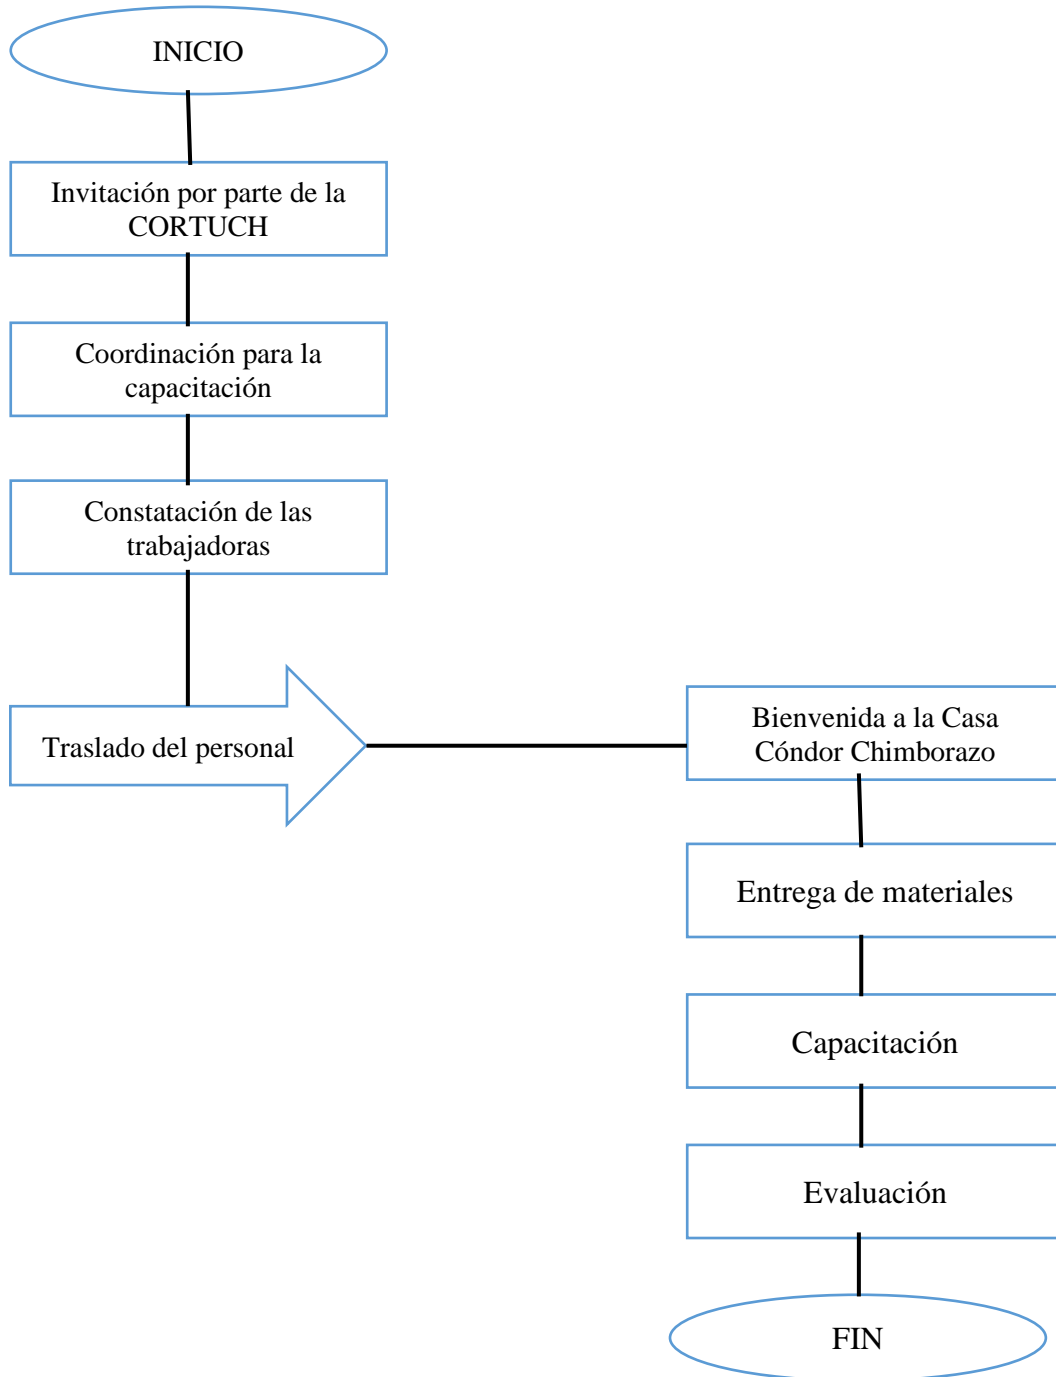 INICIO
Invitación por parte de la
CORTUCH
Coordinación para la
capacitación
Constatación de las
trabajadoras
Traslado del personal
Bienvenida a la Casa
Cóndor Chimborazo
Entrega de materiales
Capacitación
Evaluación
FIN